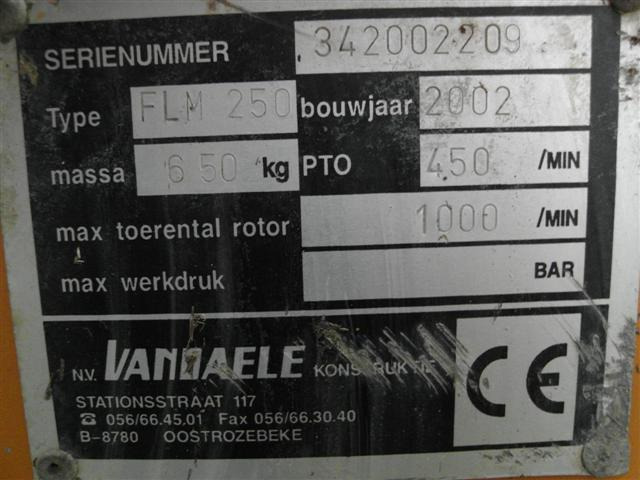 SERIENUMMER 342002209
Type FLM 250 bouwjaar 2002
massa 650 kg PTO 450 /MIN
max toerental rotor 1000 /MIN
max werkdruk BAR
N.V. VANDAELE KONSTRUKTIE
STATIONSSTRAAT 117
☎ 056/66.45.01 Fax 056/66.30.40
B-8780 OOSTROZEBEKE
CE